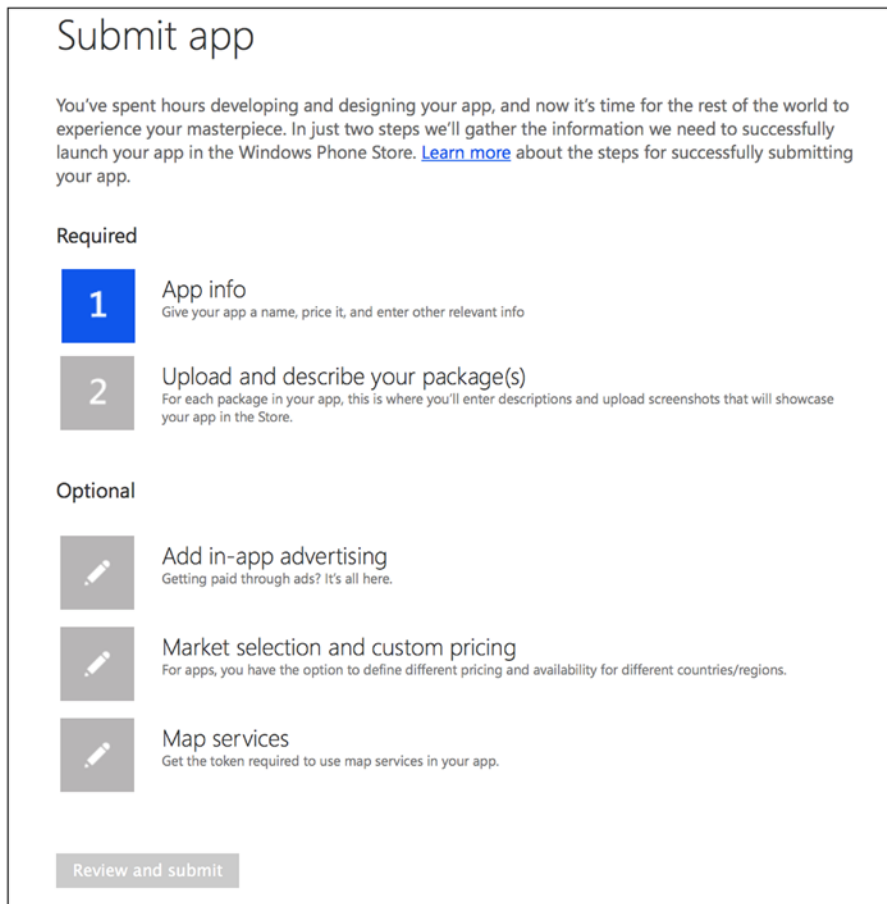 Submit app
You've spent hours developing and designing your app, and now it's time for the rest of the world to
experience your masterpiece. In just two steps we'll gather the information we need to successfully
launch your app in the Windows Phone Store. Learn more about the steps for successfully submitting
your app.
Required
1
App info
Give your app a name, price it, and enter other relevant info
2
Upload and describe your package(s)
For each package in your app, this is where you'll enter descriptions and upload screenshots that will showcase
your app in the Store.
Optional
Add in-app advertising
Getting paid through ads? It's all here.
Market selection and custom pricing
For apps, you have the option to define different pricing and availability for different countries/regions.
Map services
Get the token required to use map services in your app.
Review and submit